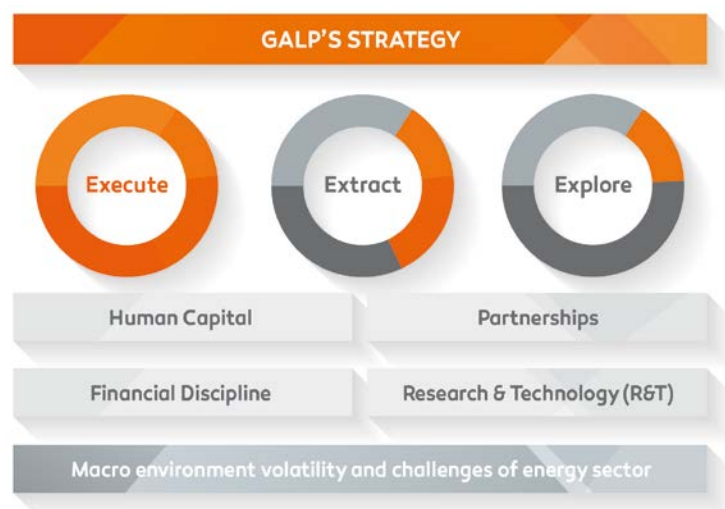 GALP'S STRATEGY
Execute
Extract
Explore
Human Capital
Partnerships
Financial Discipline
Research & Technology (R&T)
Macro environment volatility and challenges of energy sector